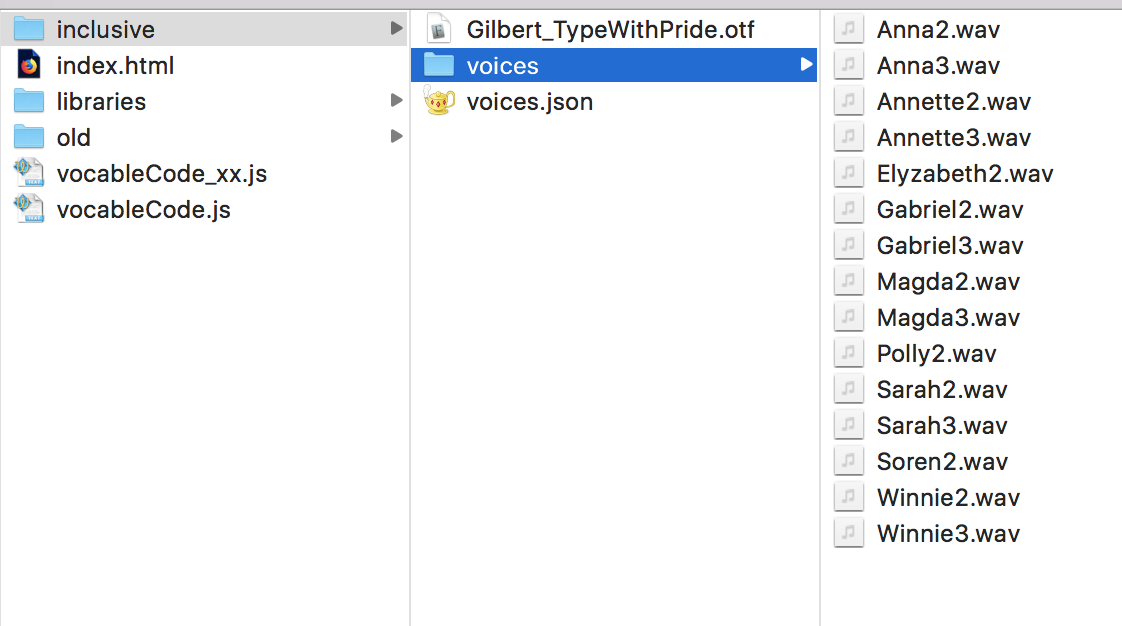 inclusive
index.html
libraries
old
vocableCode_xx.js
vocableCode.js
Gilbert_TypeWithPride.otf
voices
voices.json
Anna2.wav
Anna3.wav
Annette2.wav
Annette3.wav
Elyzabeth2.wav
Gabriel2.wav
Gabriel3.wav
Magda2.wav
Magda3.wav
Polly2.wav
Sarah2.wav
Sarah3.wav
Soren2.wav
Winnie2.wav
Winnie3.wav